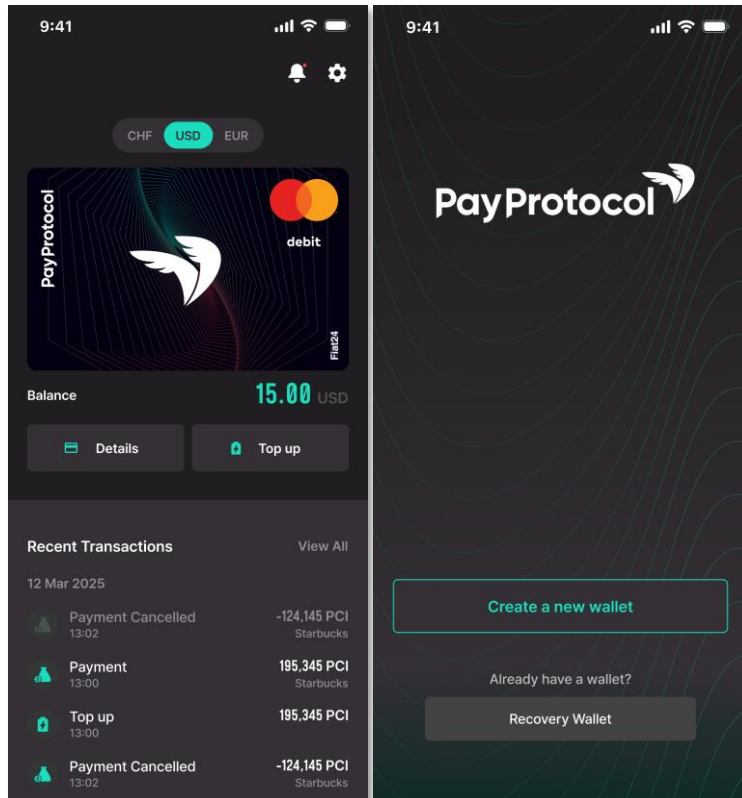 9:41
CHF USD EUR
PayProtocol
debit
Fiat24
Balance 15.00 USD
Details Top up
Recent Transactions View All
12 Mar 2025
Payment Cancelled -124,145 PCI
13:02 Starbucks
Payment 195,345 PCI
13:00 Starbucks
Top up 195,345 PCI
13:00
Payment Cancelled -124,145 PCI
13:02 Starbucks
9:41
PayProtocol
Create a new wallet
Already have a wallet?
Recovery Wallet